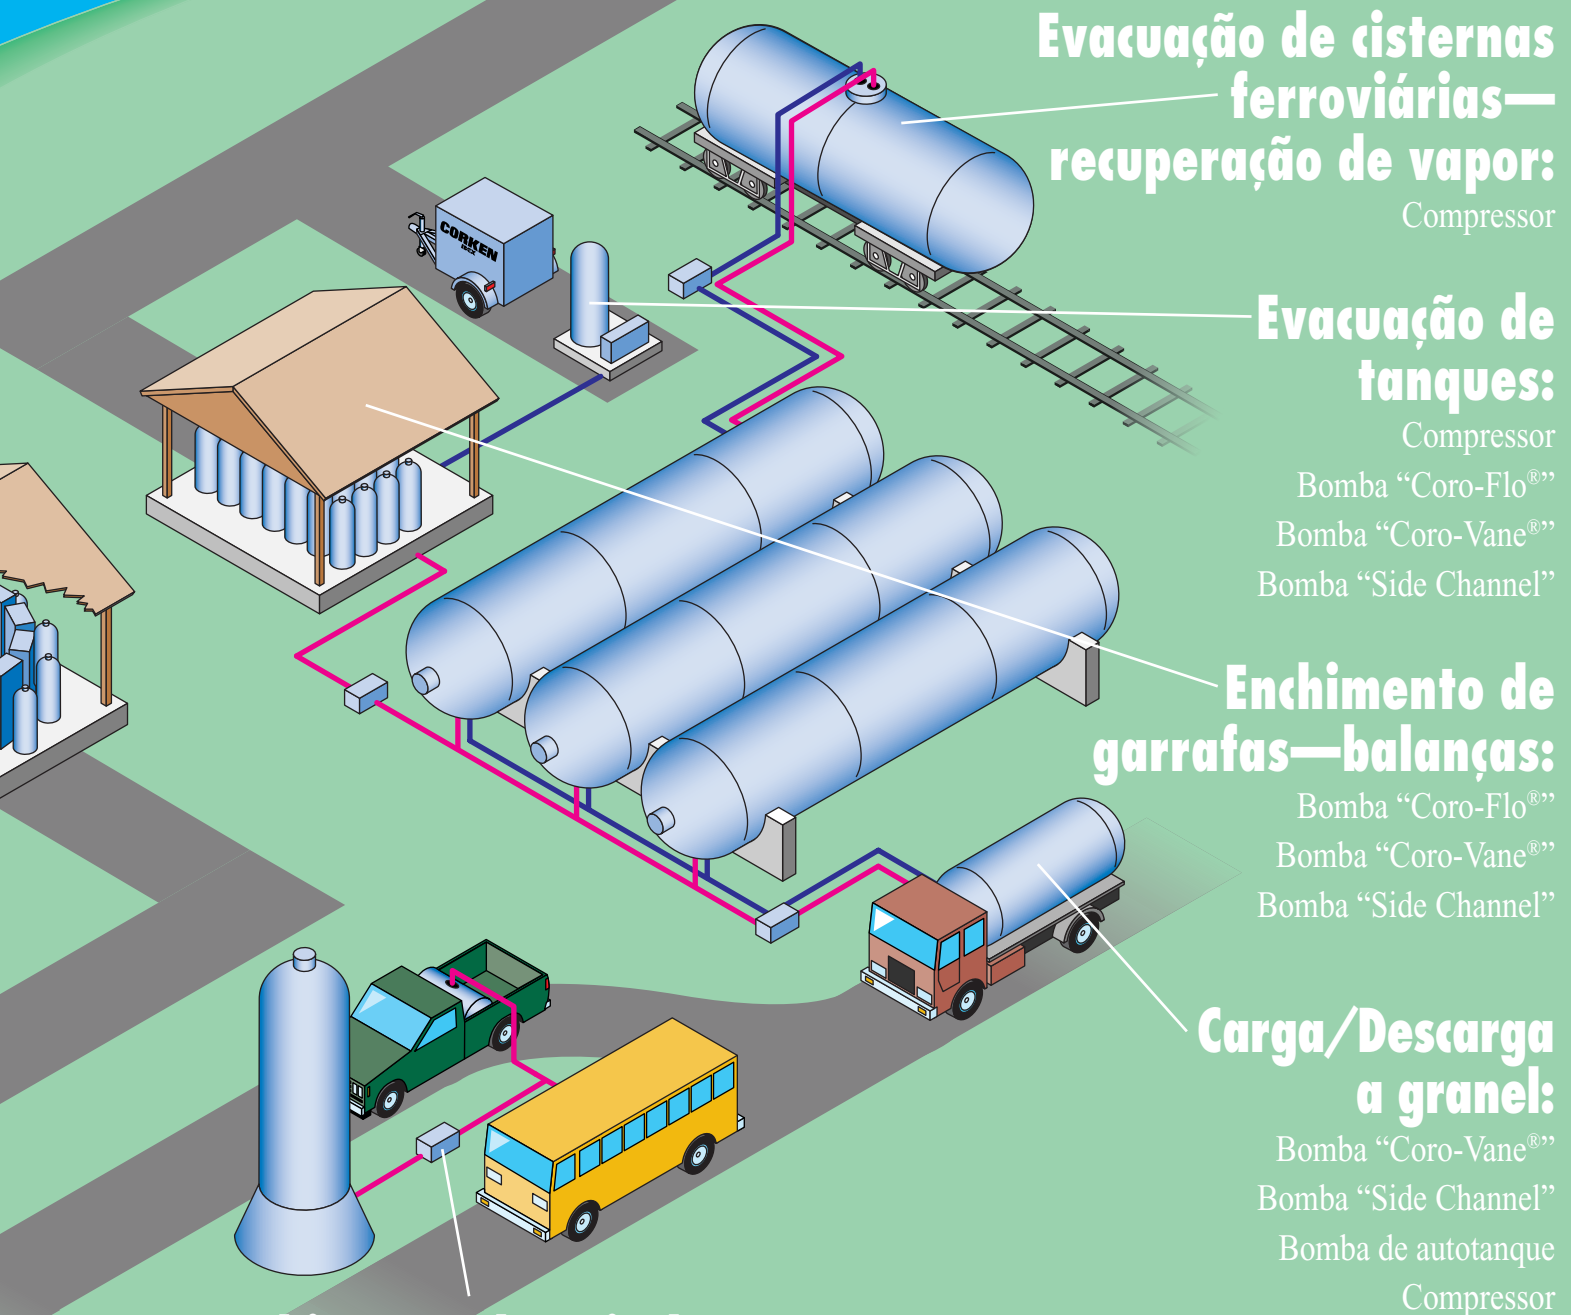 Evacuação de cisternas
ferroviárias—
recuperação de vapor:
Compressor
CORKEN
Evacuação de
tanques:
Compressor
Bomba “Coro-Flo®”
Bomba “Coro-Vane®”
Bomba “Side Channel”
Enchimento de
garrafas—balanças:
Bomba “Coro-Flo®”
Bomba “Coro-Vane®”
Bomba “Side Channel”
Carga/Descarga
a granel:
Bomba “Coro-Vane®”
Bomba “Side Channel”
Bomba de autotanque
Compressor